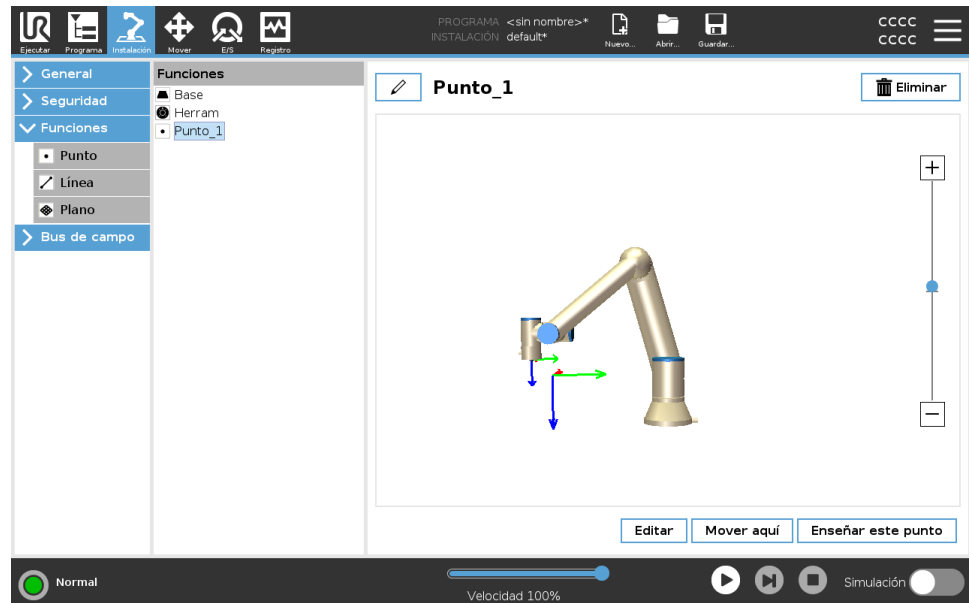 PROGRAMA <sin nombre>*
INSTALACIÓN default*
cccc
cccc
Ejecutar Programa Instalación Mover E/S Registro Nuevo... Abrir... Guardar...
General
Seguridad
Funciones
Punto
Línea
Plano
Bus de campo
Funciones
Base
Herram
Punto_1
Punto_1
Eliminar
+
−
Editar
Mover aquí
Enseñar este punto
Normal
Velocidad 100%
Simulación